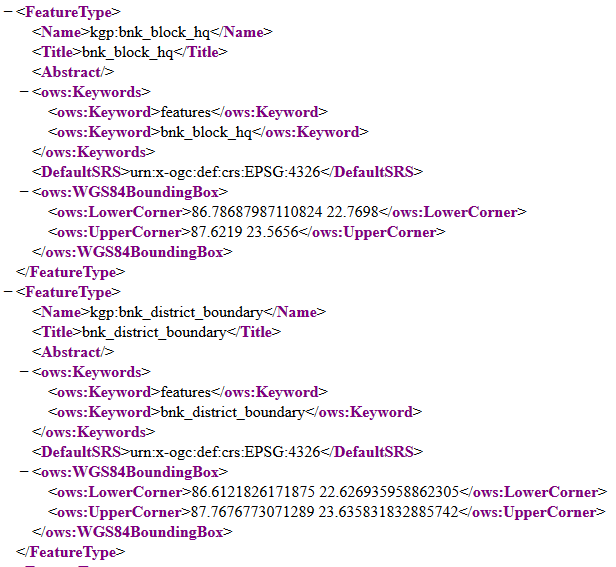 − <FeatureType>
<Name>kgp:bnk_block_hq</Name>
<Title>bnk_block_hq</Title>
<Abstract/>
− <ows:Keywords>
<ows:Keyword>features</ows:Keyword>
<ows:Keyword>bnk_block_hq</ows:Keyword>
</ows:Keywords>
<DefaultSRS>urn:x-ogc:def:crs:EPSG:4326</DefaultSRS>
− <ows:WGS84BoundingBox>
<ows:LowerCorner>86.78687987110824 22.7698</ows:LowerCorner>
<ows:UpperCorner>87.6219 23.5656</ows:UpperCorner>
</ows:WGS84BoundingBox>
</FeatureType>
− <FeatureType>
<Name>kgp:bnk_district_boundary</Name>
<Title>bnk_district_boundary</Title>
<Abstract/>
− <ows:Keywords>
<ows:Keyword>features</ows:Keyword>
<ows:Keyword>bnk_district_boundary</ows:Keyword>
</ows:Keywords>
<DefaultSRS>urn:x-ogc:def:crs:EPSG:4326</DefaultSRS>
− <ows:WGS84BoundingBox>
<ows:LowerCorner>86.6121826171875 22.626935958862305</ows:LowerCorner>
<ows:UpperCorner>87.7676773071289 23.635831832885742</ows:UpperCorner>
</ows:WGS84BoundingBox>
</FeatureType>